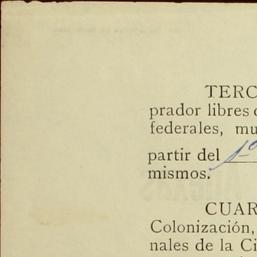 TERC
prador libres
federales, mu
partir del 1º
mismos.
CUAR
Colonización,
nales de la Ci